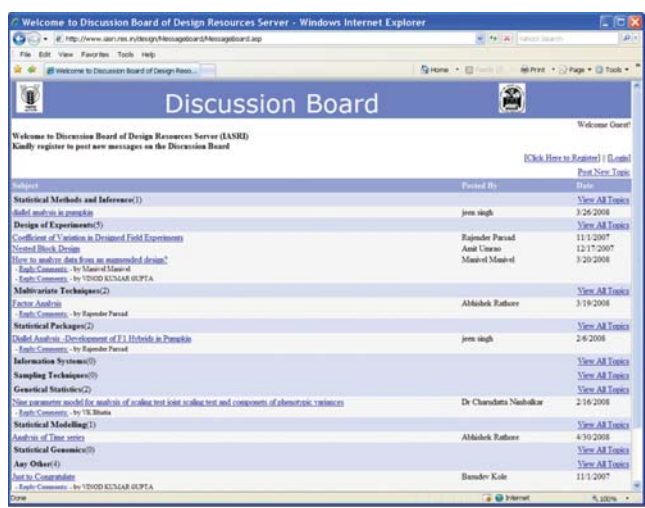 Welcome to Discussion Board of Design Resources Server - Windows Internet Explorer
http://www.iasri.res.in/design/Messageboard/Messageboard.asp
File Edit View Favorites Tools Help
Welcome to Discussion Board of Design Reso...
Home Print Page Tools
Discussion Board
Welcome Guest!
Welcome to Discussion Board of Design Resources Server (IASRI)
Kindly register to post new messages on the Discussion Board
[Click Here to Register] | [Login]
Post New Topic
Subject Posted By Date
Statistical Methods and Inference(1) View All Topics
diallel analysis in pumpkin jeen singh 3/26/2008
Design of Experiments(5) View All Topics
Coefficient of Variation in Designed Field Experiments Rajender Parsad 11/1/2007
Nested Block Design Amit Umrao 12/17/2007
How to analyze data from an augmented design? Manivel Manivel 3/20/2008
- Reply Comments: - by Manivel Manivel
- Reply Comments: - by VINOD KUMAR GUPTA
Multivariate Techniques(2) View All Topics
Factor Analysis Abhishek Rathore 3/19/2008
- Reply Comments: - by Rajender Parsad
Statistical Packages(2) View All Topics
Diallel Analysis -Development of F1 Hybrids in Pumpkin jeen singh 2/6/2008
- Reply Comments: - by Rajender Parsad
Information Systems(0) View All Topics
Sampling Techniques(0) View All Topics
Genetical Statistics(2) View All Topics
Nine parameter model for analysis of scaling test joint scaling test and componets of phenotypic variances Dr Charudatta Nimbalkar 2/16/2008
- Reply Comments: - by VK Bhatia
Statistical Modelling(1) View All Topics
Analysis of Time series Abhishek Rathore 4/30/2008
Statistical Genomics(0) View All Topics
Any Other(4) View All Topics
Just to Congratulate Basudev Kole 11/1/2007
- Reply Comments: - by VINOD KUMAR GUPTA
Done Internet 100%